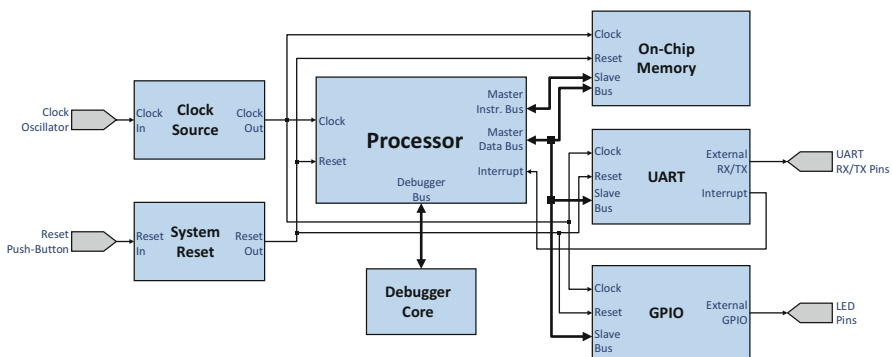 Clock
Oscillator
Clock
In
Clock
Source
Clock
Out
Reset
Push-Button
Reset
In
System
Reset
Reset
Out
Processor
Clock
Reset
Master
Instr. Bus
Master
Data Bus
Interrupt
Debugger
Bus
Debugger
Core
Clock
Reset
Slave
Bus
On-Chip
Memory
Clock
Reset
Slave
Bus
UART
External
RX/TX
Interrupt
UART
RX/TX Pins
Clock
Reset
Slave
Bus
GPIO
External
GPIO
LED
Pins